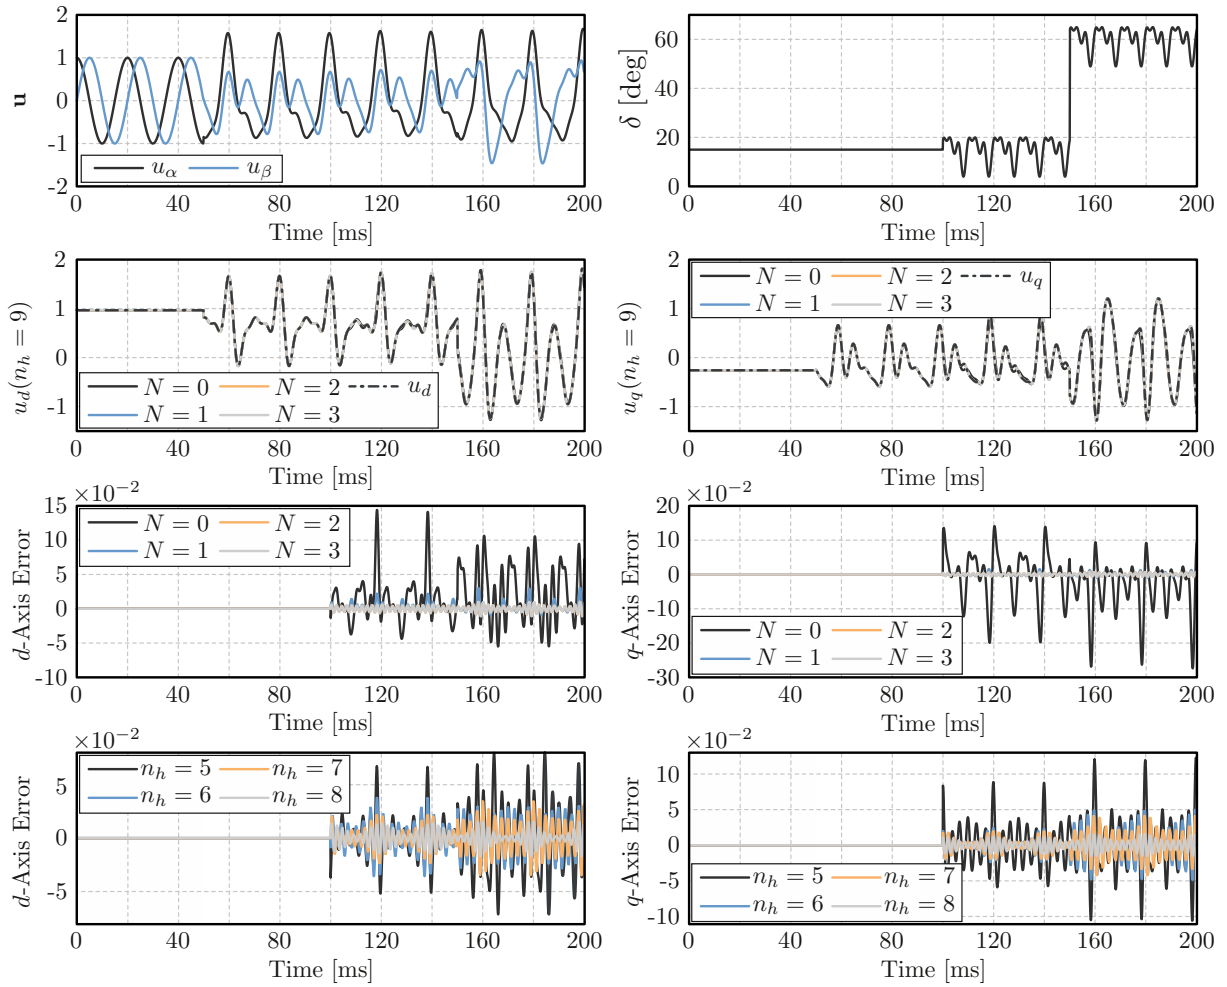 2
1
0
-1
-2
u
u_α u_β
0 40 80 120 160 200
Time [ms]
60
40
20
0
δ [deg]
0 40 80 120 160 200
Time [ms]
2
1
0
-1
u_d(n_h = 9)
N = 0 N = 2 u_d
N = 1 N = 3
0 40 80 120 160 200
Time [ms]
2
1
0
-1
u_q(n_h = 9)
N = 0 N = 2 u_q
N = 1 N = 3
0 40 80 120 160 200
Time [ms]
×10⁻²
15
10
5
0
-5
-10
d-Axis Error
N = 0 N = 2
N = 1 N = 3
0 40 80 120 160 200
Time [ms]
×10⁻²
20
10
0
-10
-20
-30
q-Axis Error
N = 0 N = 2
N = 1 N = 3
0 40 80 120 160 200
Time [ms]
×10⁻²
5
0
-5
d-Axis Error
n_h = 5 n_h = 7
n_h = 6 n_h = 8
0 40 80 120 160 200
Time [ms]
×10⁻²
10
5
0
-5
-10
q-Axis Error
n_h = 5 n_h = 7
n_h = 6 n_h = 8
0 40 80 120 160 200
Time [ms]